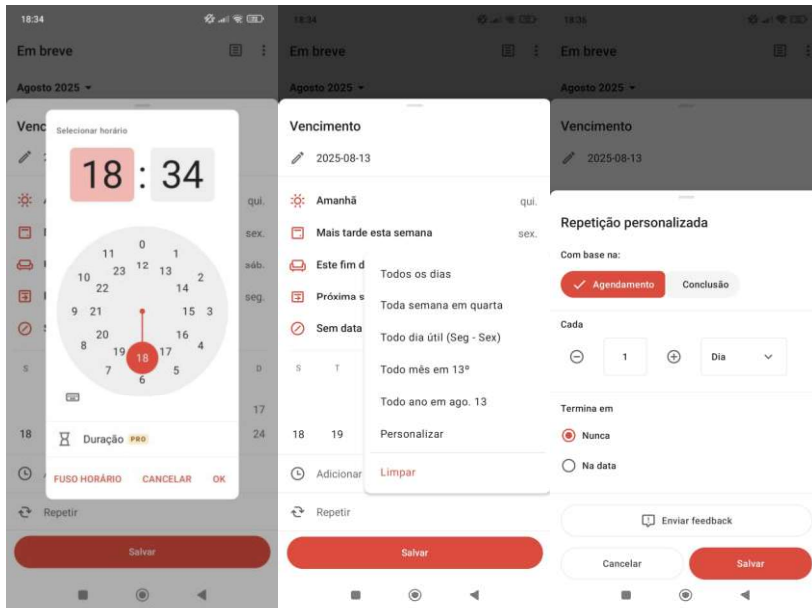 18:34
Em breve
Agosto 2025
Venc
Selecionar horário
18 : 34
qui.
sex.
sáb.
seg.
0
1
2
3
4
5
6
7
8
9
10
11
12
13
14
15
16
17
18
19
20
21
22
23
S
D
17
18
24
Duração PRO
FUSO HORÁRIO CANCELAR OK
Repetir
Salvar
18:34
Em breve
Agosto 2025
Vencimento
2025-08-13
Amanhã qui.
Mais tarde esta semana sex.
Este fim d
Próxima s
Sem data
S T
18 19
Adicionar
Todos os dias
Toda semana em quarta
Todo dia útil (Seg - Sex)
Todo mês em 13º
Todo ano em ago. 13
Personalizar
Limpar
Repetir
Salvar
18:36
Em breve
Agosto 2025
Vencimento
2025-08-13
Repetição personalizada
Com base na:
Agendamento Conclusão
Cada
1 Dia
Termina em
Nunca
Na data
Enviar feedback
Cancelar Salvar